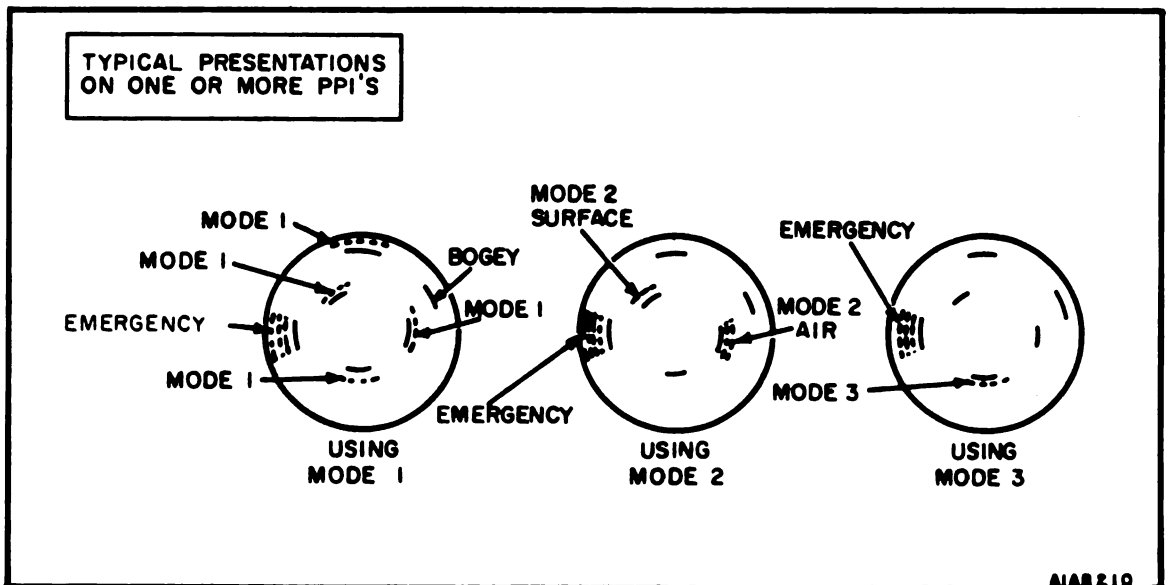 TYPICAL PRESENTATIONS
ON ONE OR MORE PPI'S
MODE 1
MODE 1
EMERGENCY
MODE 1
BOGEY
MODE 1
USING
MODE 1
MODE 2
SURFACE
MODE 2
AIR
EMERGENCY
USING
MODE 2
EMERGENCY
MODE 3
USING
MODE 3